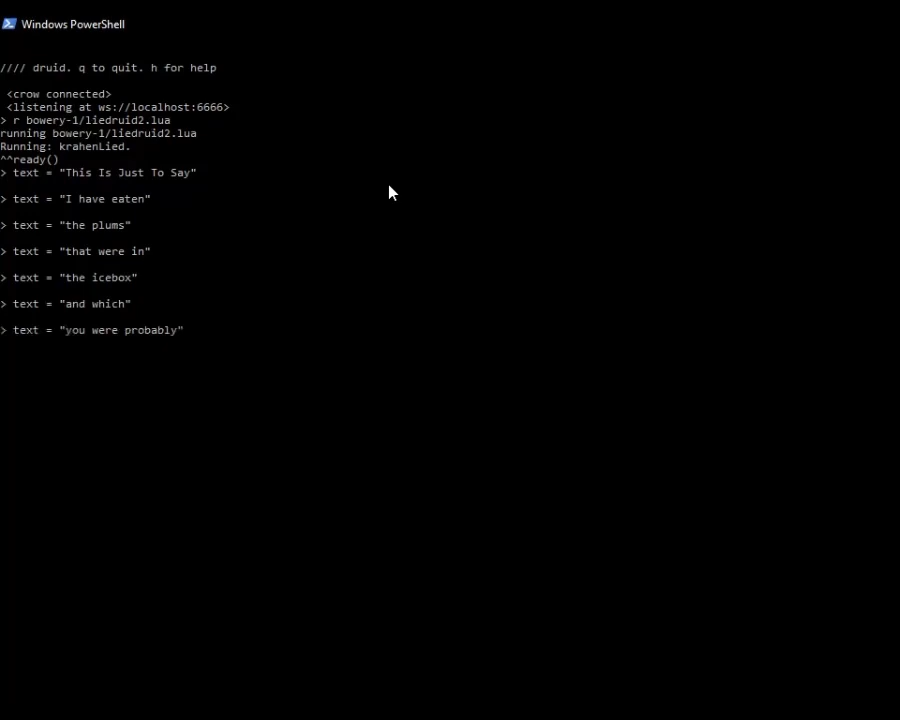 Windows PowerShell
//// druid. q to quit. h for help
<crow connected>
<listening at ws://localhost:6666>
> r bowery-1/liedruid2.lua
running bowery-1/liedruid2.lua
Running: krahenLied.
^^ready()
> text = "This Is Just To Say"
> text = "I have eaten"
> text = "the plums"
> text = "that were in"
> text = "the icebox"
> text = "and which"
> text = "you were probably"